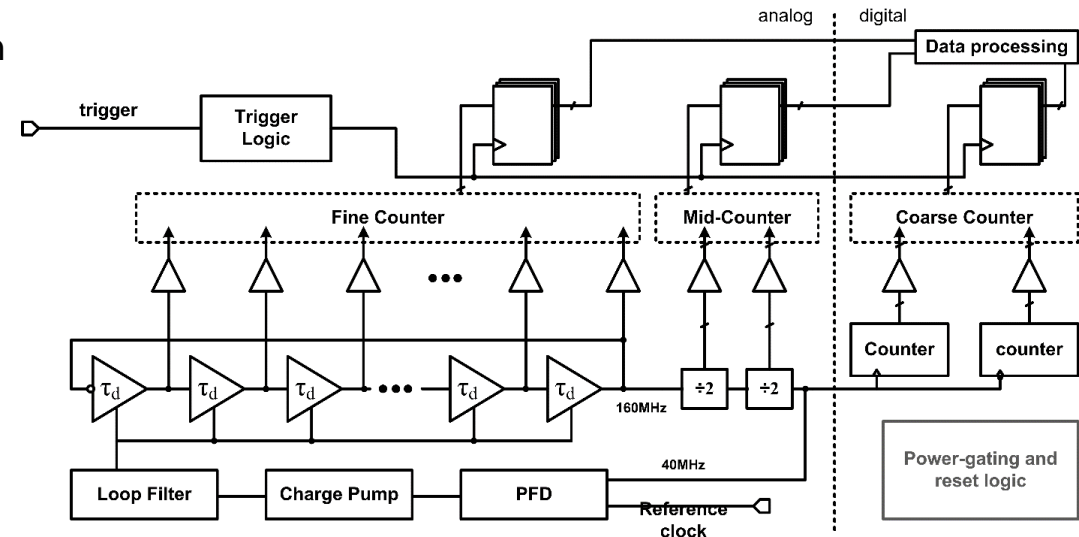 analog
digital
Data processing
trigger
Trigger
Logic
Fine Counter
Mid-Counter
Coarse Counter
•••
Counter
counter
τd
τd
τd
•••
τd
τd
÷2
÷2
160MHz
40MHz
Loop Filter
Charge Pump
PFD
Reference
clock
Power-gating and
reset logic